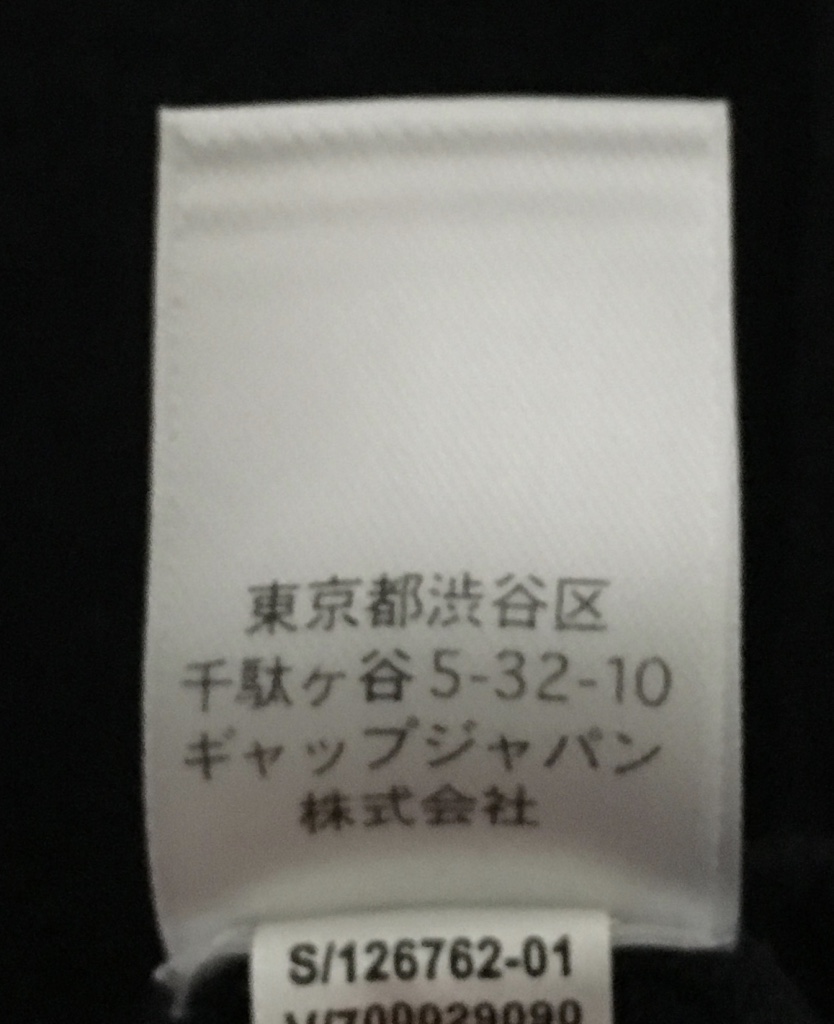 東京都渋谷区
千駄ヶ谷5-32-10
ギャップジャパン
株式会社
S/126762-01
V/700029090